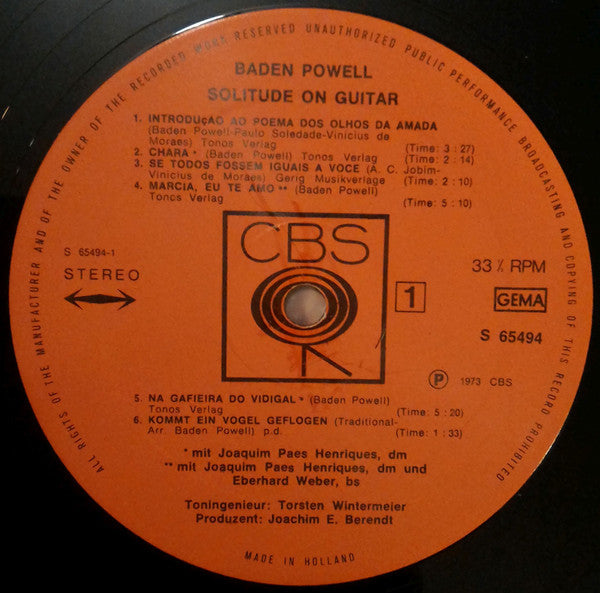 ALL RIGHTS OF THE MANUFACTURER AND OF THE OWNER OF THE RECORDED WORK RESERVED UNAUTHORIZED PUBLIC PERFORMANCE BROADCASTING AND COPYING OF THIS RECORD PROHIBITED
BADEN POWELL
SOLITUDE ON GUITAR
1. INTRODUÇAO AO POEMA DOS OLHOS DA AMADA
(Baden Powell-Paulo Soledade-Vinicius de
Moraes) Tonos Verlag (Time: 3 : 27)
2. CHARA * (Baden Powell) Tonos Verlag (Time: 2 : 14)
3. SE TODOS FOSSEM IGUAIS A VOCE (A. C. Jobim-
Vinicius de Moraes) Gerig Musikverlage (Time: 2 : 10)
4. MARCIA, EU TE AMO ** (Baden Powell)
Tonos Verlag (Time: 5 : 10)
CBS
S 65494-1
STEREO
33 ⅓ RPM
1
GEMA
S 65494
℗ 1973 CBS
5. NA GAFIEIRA DO VIDIGAL * (Baden Powell)
Tonos Verlag (Time: 5 : 20)
6. KOMMT EIN VOGEL GEFLOGEN (Traditional-
Arr. Baden Powell) p.d. (Time: 1 : 33)
* mit Joaquim Paes Henriques, dm
** mit Joaquim Paes Henriques, dm und
Eberhard Weber, bs
Toningenieur: Torsten Wintermeier
Produzent: Joachim E. Berendt
MADE IN HOLLAND